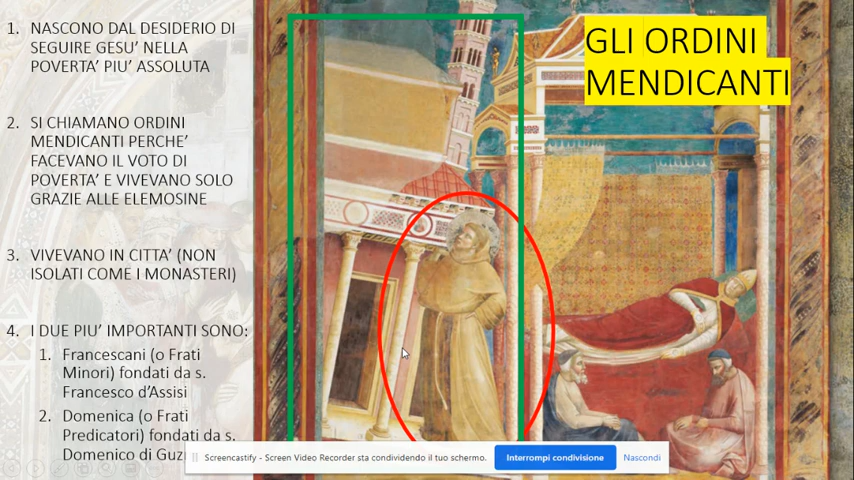 GLI ORDINI
MENDICANTI
1. NASCONO DAL DESIDERIO DI
SEGUIRE GESU' NELLA
POVERTA' PIU' ASSOLUTA
2. SI CHIAMANO ORDINI
MENDICANTI PERCHE'
FACEVANO IL VOTO DI
POVERTA' E VIVEVANO SOLO
GRAZIE ALLE ELEMOSINE
3. VIVEVANO IN CITTA' (NON
ISOLATI COME I MONASTERI)
4. I DUE PIU' IMPORTANTI SONO:
1. Francescani (o Frati
Minori) fondati da s.
Francesco d'Assisi
2. Domenica (o Frati
Predicatori) fondati da s.
Domenico di
Screencastify - Screen Video Recorder sta condividendo il tuo schermo.
Interrompi condivisione
Nascondi